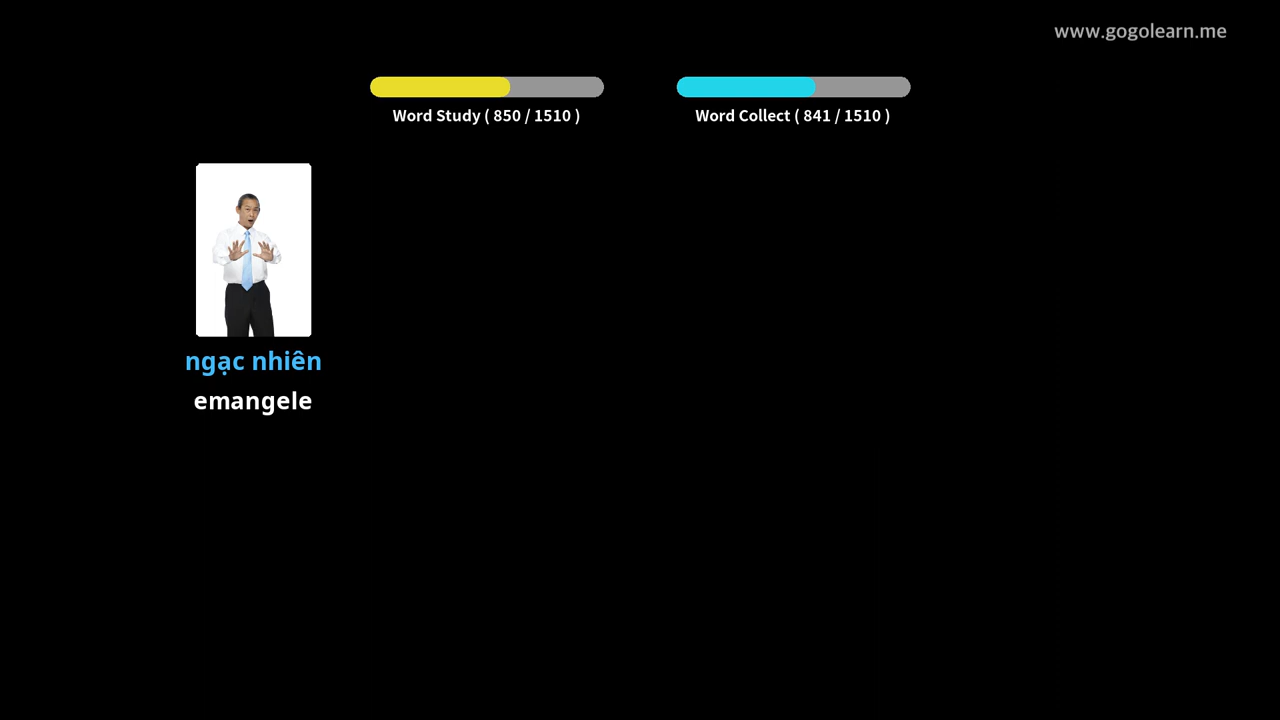 www.gogolearn.me
Word Study ( 850 / 1510 )
Word Collect ( 841 / 1510 )
ngạc nhiên
emangele